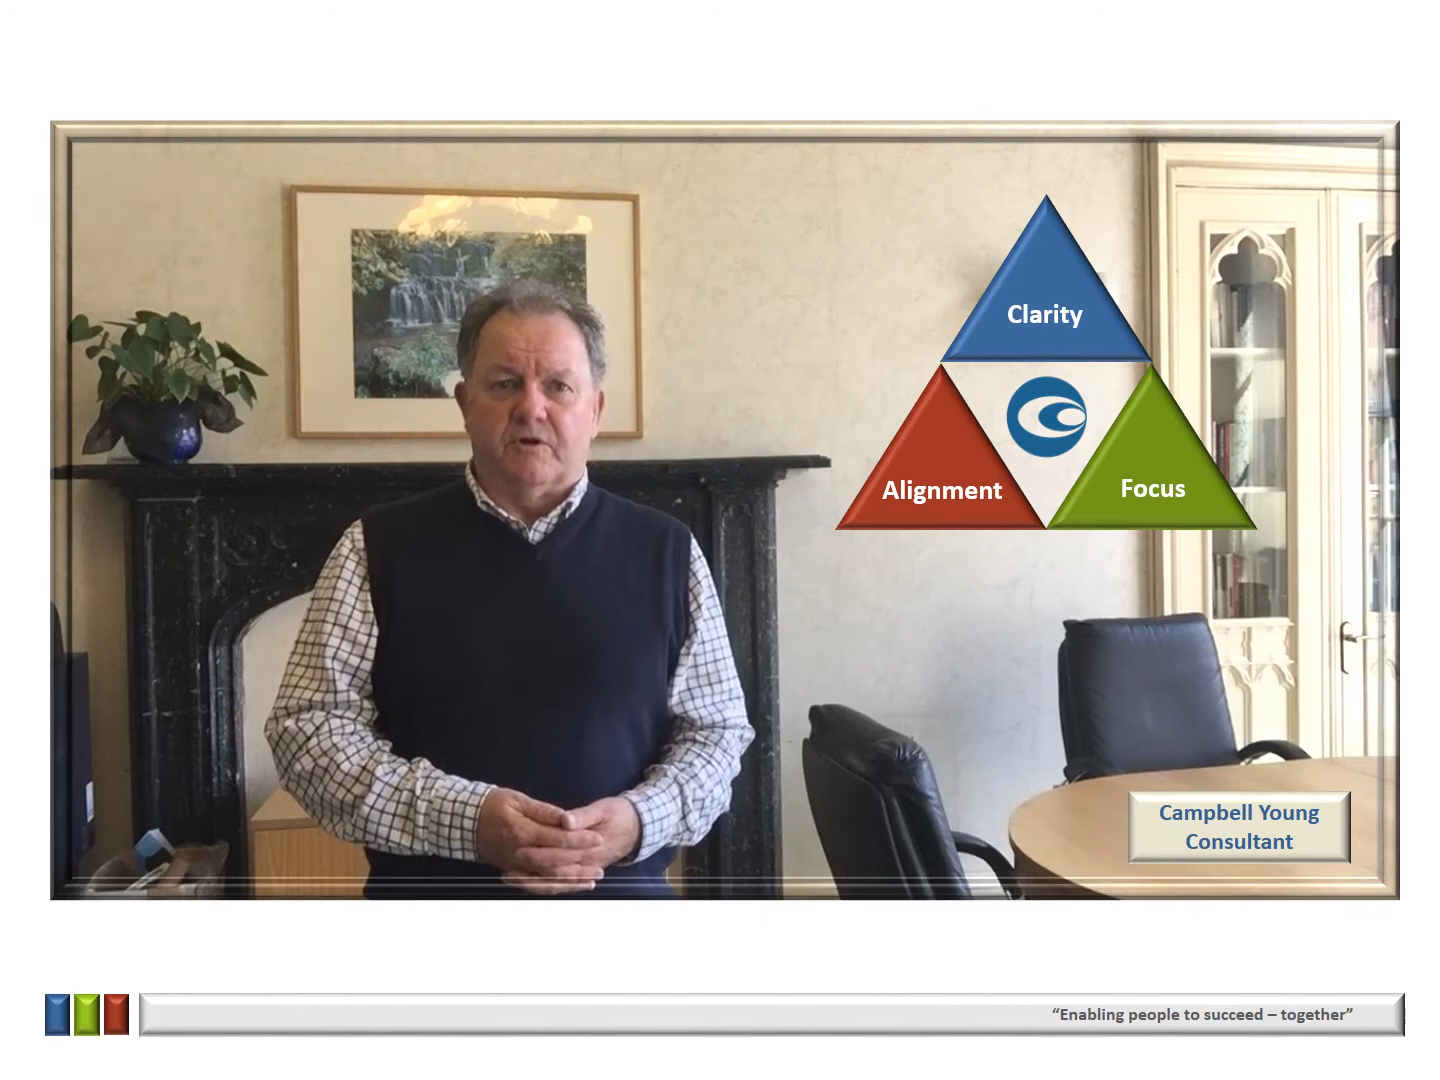 Clarity
Alignment
Focus
Campbell Young
Consultant
“Enabling people to succeed – together”